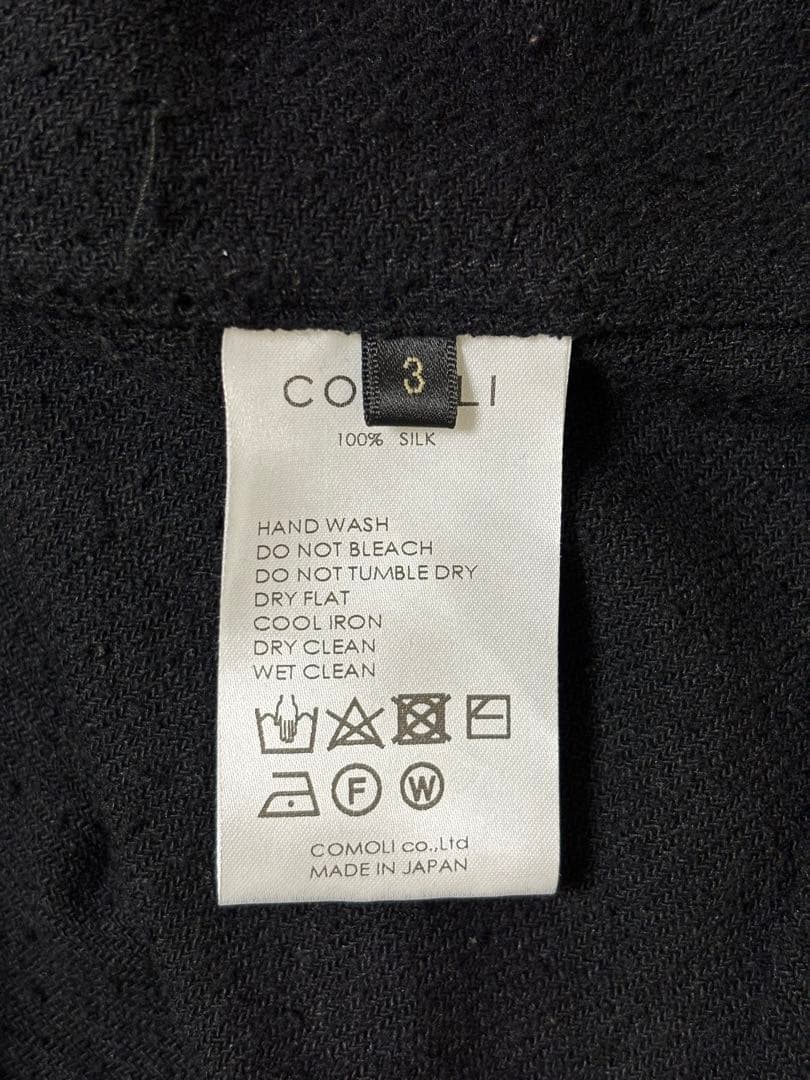 3
CO LI
100% SILK
HAND WASH
DO NOT BLEACH
DO NOT TUMBLE DRY
DRY FLAT
COOL IRON
DRY CLEAN
WET CLEAN
F W
COMOLI co.,Ltd
MADE IN JAPAN